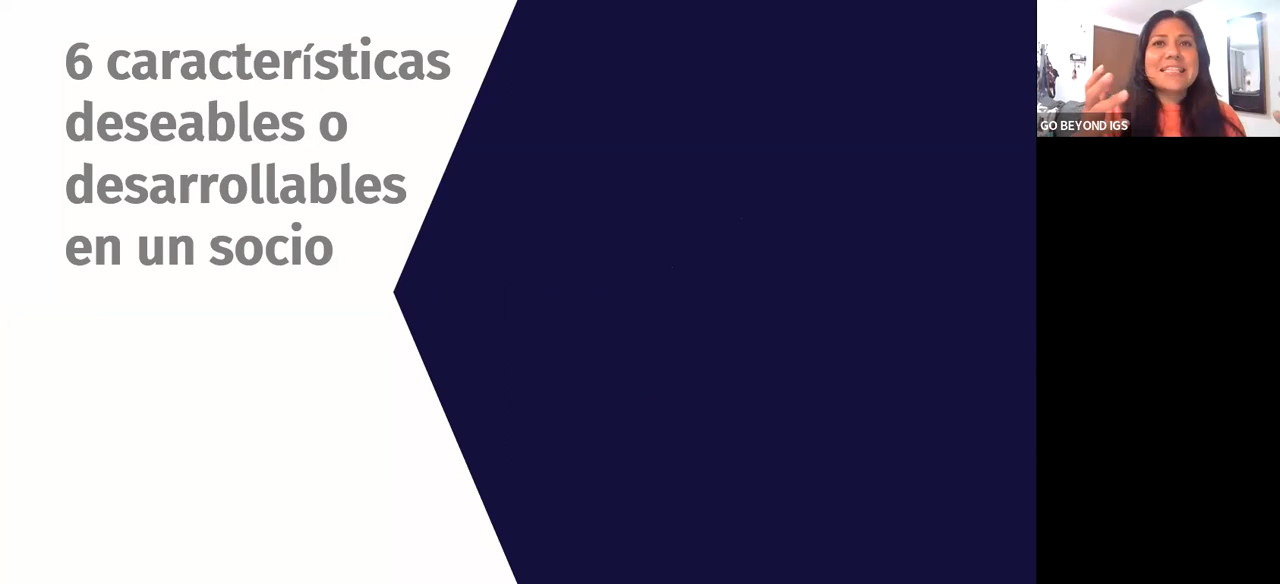 6 características
deseables o
desarrollables
en un socio
GO BEYOND IGS